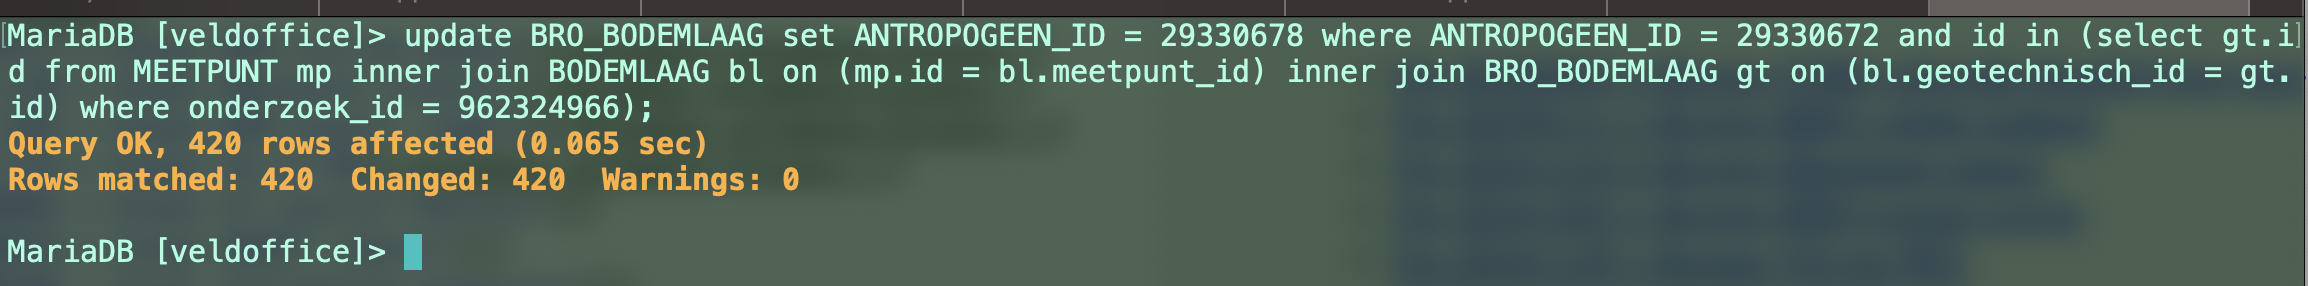 MariaDB [veldoffice]> update BRO_BODEMLAAG set ANTROPOGEEN_ID = 29330678 where ANTROPOGEEN_ID = 29330672 and id in (select gt.i
d from MEETPUNT mp inner join BODEMLAAG bl on (mp.id = bl.meetpunt_id) inner join BRO_BODEMLAAG gt on (bl.geotechnisch_id = gt.
id) where onderzoek_id = 962324966);
Query OK, 420 rows affected (0.065 sec)
Rows matched: 420  Changed: 420  Warnings: 0
MariaDB [veldoffice]>